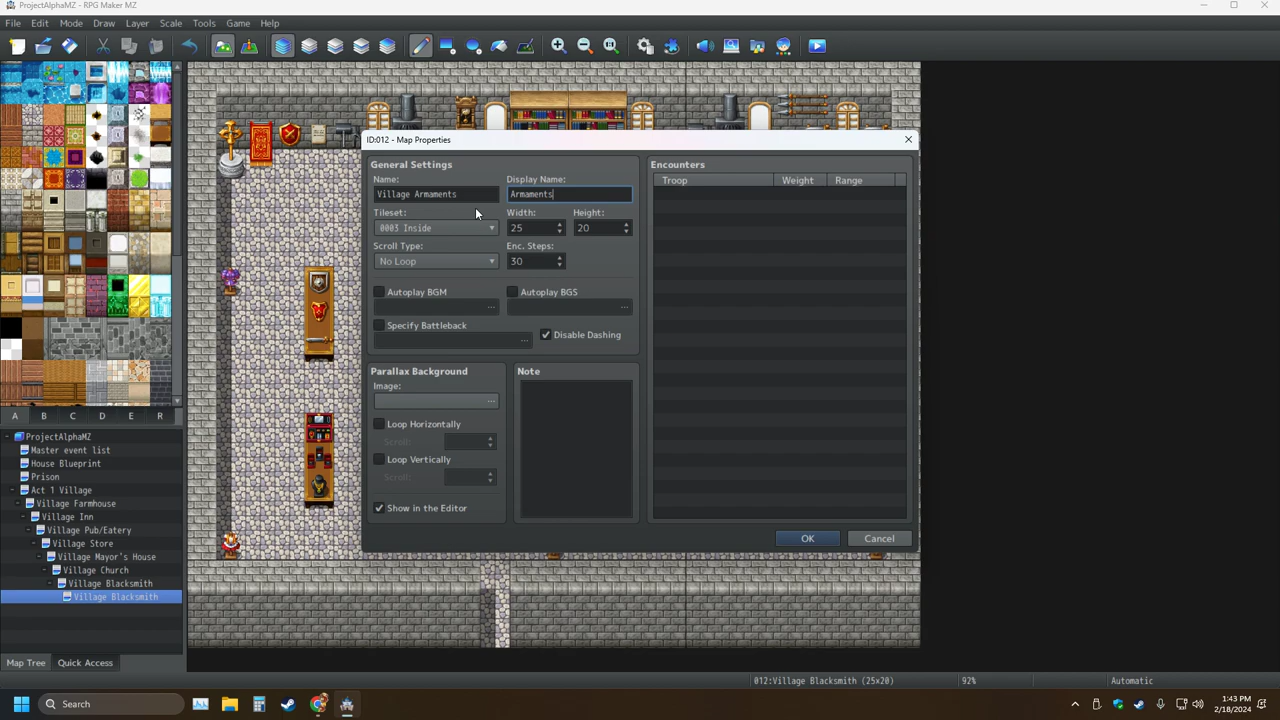 ProjectAlphaMZ - RPG Maker MZ
File Edit Mode Draw Layer Scale Tools Game Help
ID:012 - Map Properties
General Settings
Name: Display Name:
Village Armaments Armaments
Tileset: Width: Height:
0003 Inside 25 20
Scroll Type: Enc. Steps:
No Loop 30
Autoplay BGM Autoplay BGS
... ...
Specify Battleback
... Disable Dashing
Parallax Background
Image:
...
Loop Horizontally
Scroll:
Loop Vertically
Scroll:
Show in the Editor
Note
Encounters
Troop Weight Range
OK Cancel
A B C D E R
ProjectAlphaMZ
Master event list
House Blueprint
Prison
Act 1 Village
Village Farmhouse
Village Inn
Village Pub/Eatery
Village Store
Village Mayor's House
Village Church
Village Blacksmith
Village Blacksmith
Map Tree Quick Access
012:Village Blacksmith (25x20) 92% Automatic
Search
1:43 PM
2/18/2024